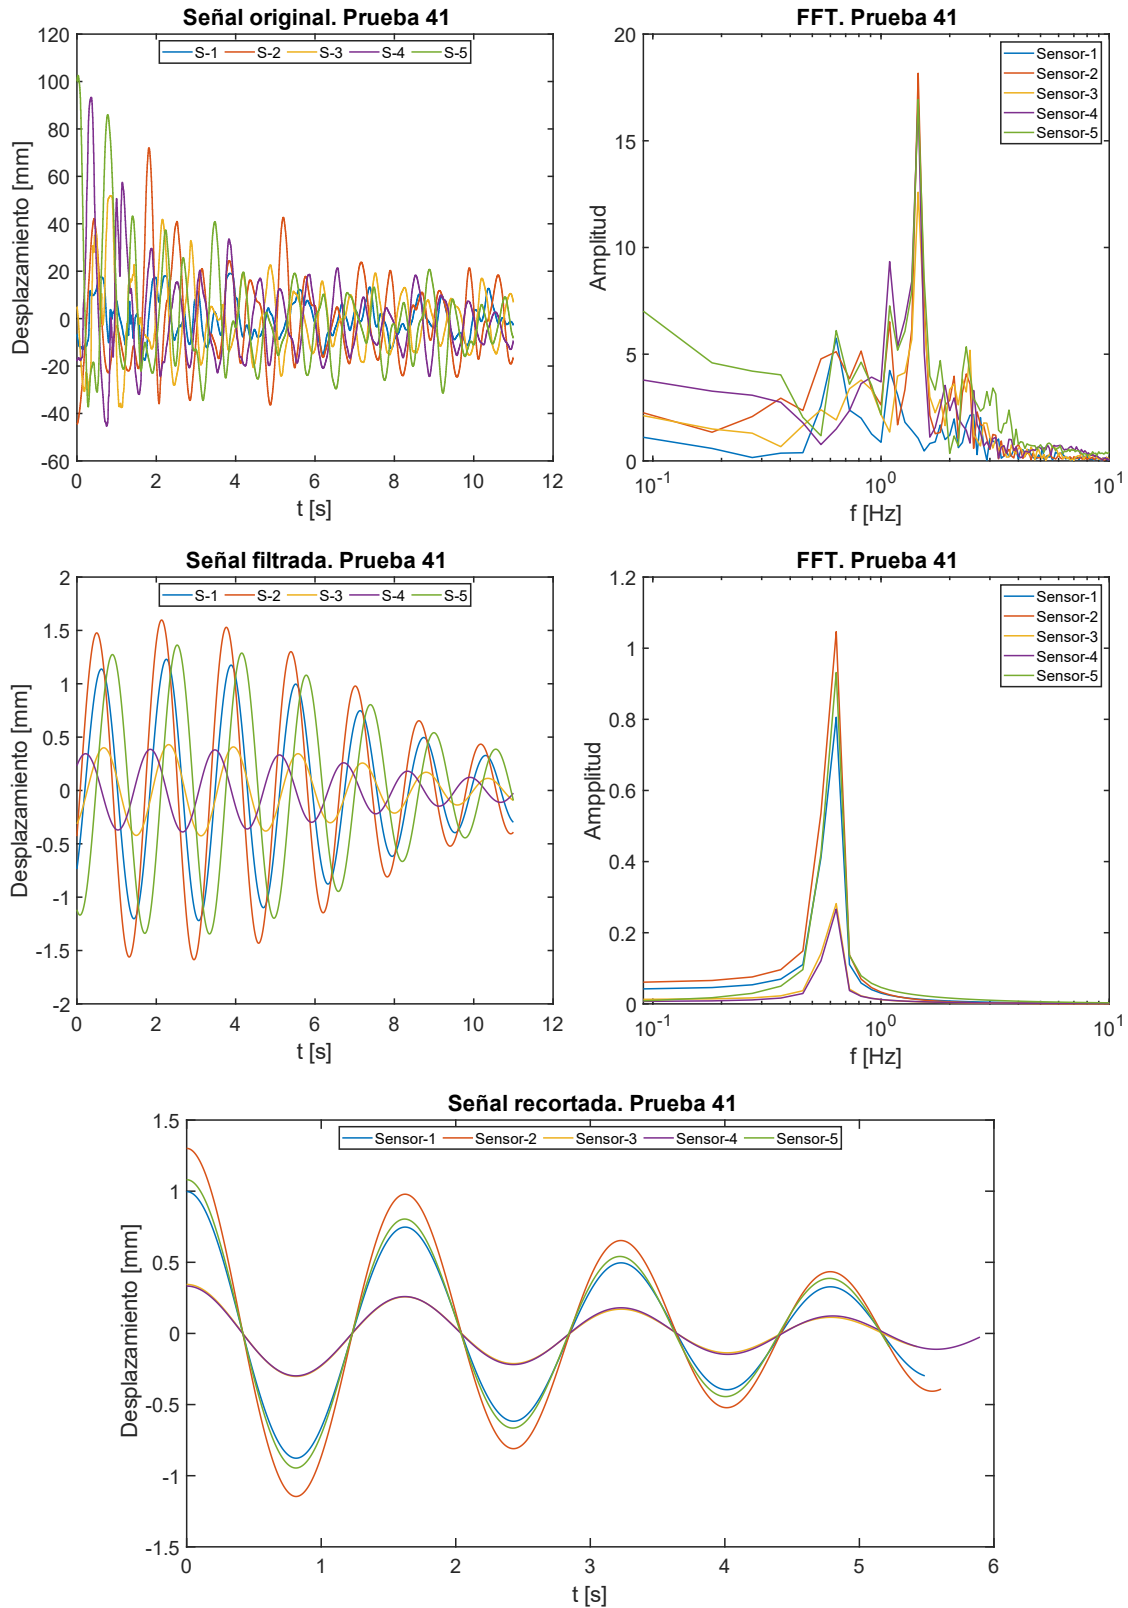 Señal original. Prueba 41
S-1 S-2 S-3 S-4 S-5
120
100
80
60
40
20
0
-20
-40
-60
0 2 4 6 8 10 12
Desplazamiento [mm]
t [s]
FFT. Prueba 41
Sensor-1
Sensor-2
Sensor-3
Sensor-4
Sensor-5
20
15
10
5
0
10-1 100 101
Amplitud
f [Hz]
Señal filtrada. Prueba 41
S-1 S-2 S-3 S-4 S-5
2
1.5
1
0.5
0
-0.5
-1
-1.5
-2
0 2 4 6 8 10 12
Desplazamiento [mm]
t [s]
FFT. Prueba 41
Sensor-1
Sensor-2
Sensor-3
Sensor-4
Sensor-5
1.2
1
0.8
0.6
0.4
0.2
0
10-1 100 101
Ampplitud
f [Hz]
Señal recortada. Prueba 41
Sensor-1 Sensor-2 Sensor-3 Sensor-4 Sensor-5
1.5
1
0.5
0
-0.5
-1
-1.5
0 1 2 3 4 5 6
Desplazamiento [mm]
t [s]